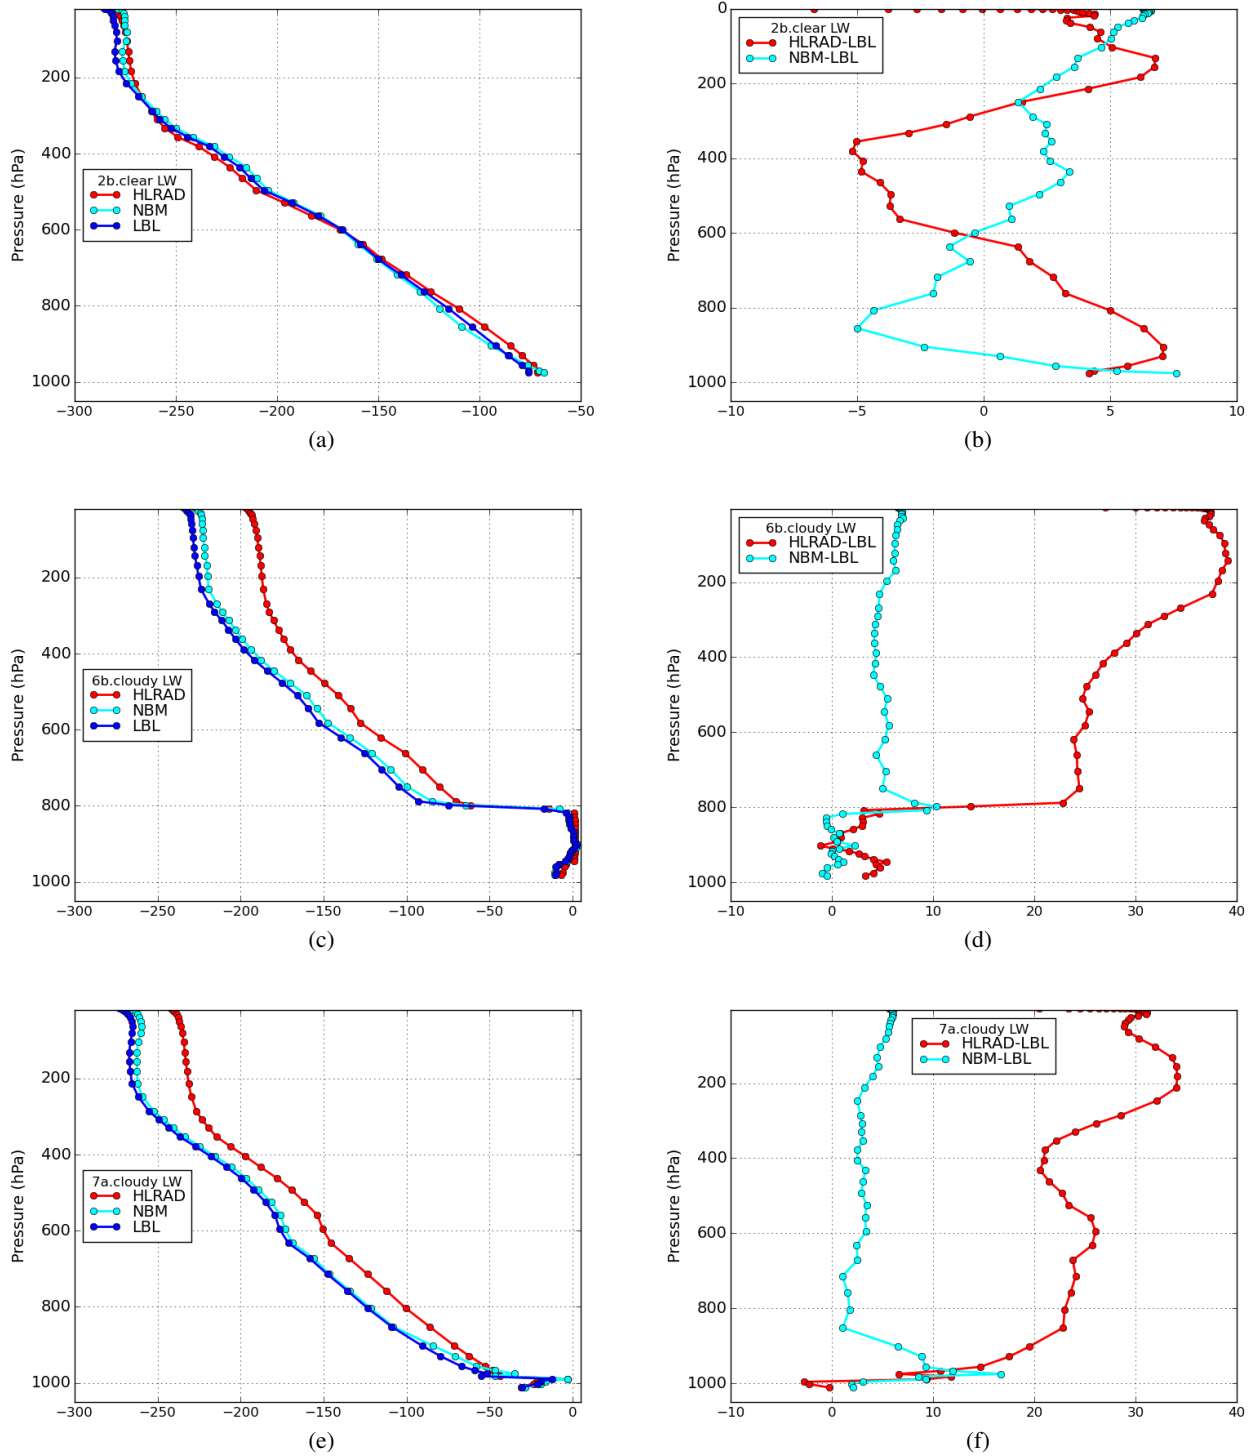 200
400
600
800
1000
Pressure (hPa)
2b.clear LW
HLRAD
NBM
LBL
−300 −250 −200 −150 −100 −50
(a)
0
200
400
600
800
1000
Pressure (hPa)
2b.clear LW
HLRAD-LBL
NBM-LBL
−10 −5 0 5 10
(b)
200
400
600
800
1000
Pressure (hPa)
6b.cloudy LW
HLRAD
NBM
LBL
−300 −250 −200 −150 −100 −50 0
(c)
200
400
600
800
1000
Pressure (hPa)
6b.cloudy LW
HLRAD-LBL
NBM-LBL
−10 0 10 20 30 40
(d)
200
400
600
800
1000
Pressure (hPa)
7a.cloudy LW
HLRAD
NBM
LBL
−300 −250 −200 −150 −100 −50 0
(e)
200
400
600
800
1000
Pressure (hPa)
7a.cloudy LW
HLRAD-LBL
NBM-LBL
−10 0 10 20 30 40
(f)